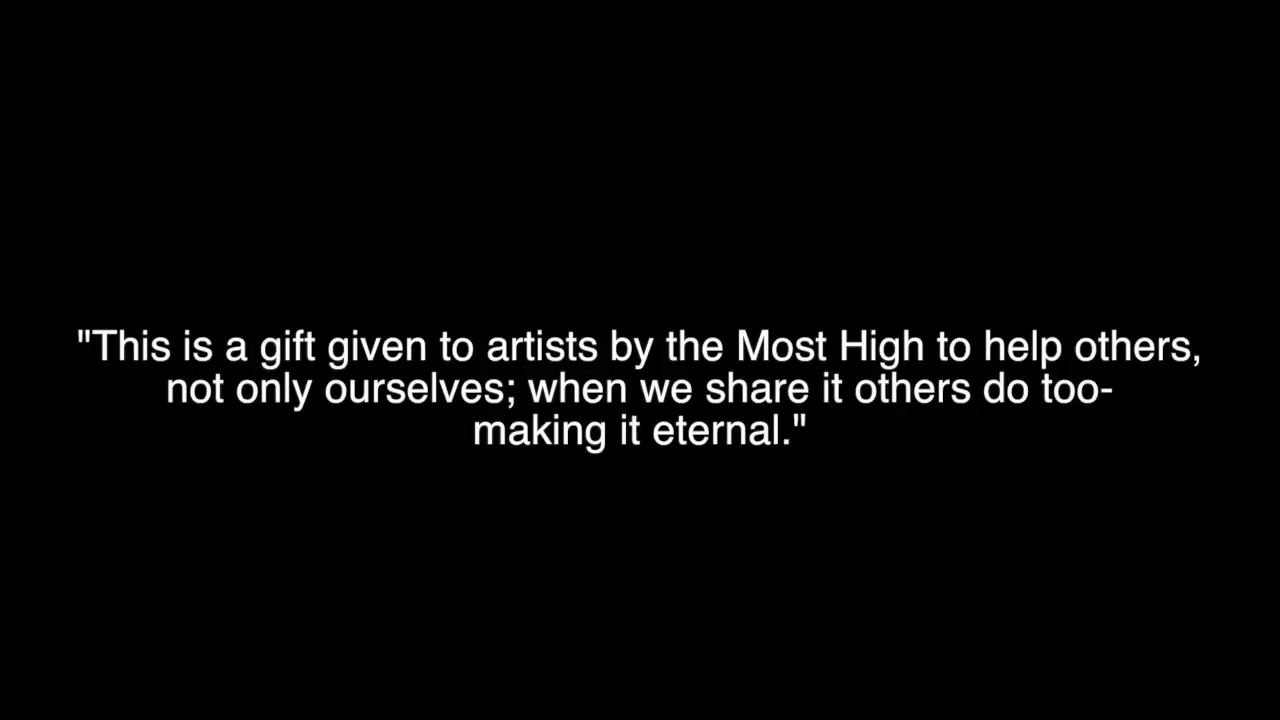 "This is a gift given to artists by the Most High to help others,
not only ourselves; when we share it others do too-
making it eternal."